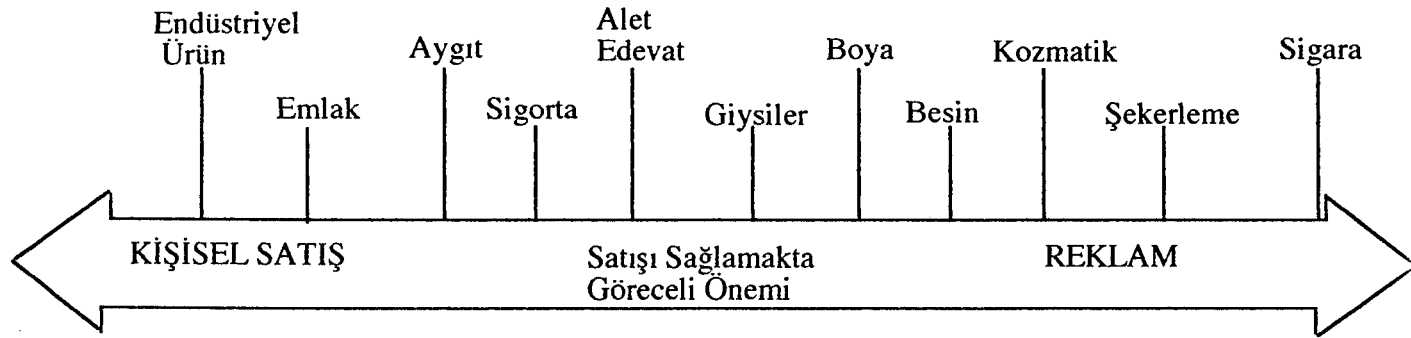 Endüstriyel
Ürün
Emlak
Aygıt
Sigorta
Alet
Edevat
Giysiler
Boya
Besin
Kozmatik
Şekerleme
Sigara
KİŞİSEL SATIŞ
Satışı Sağlamakta
Göreceli Önemi
REKLAM